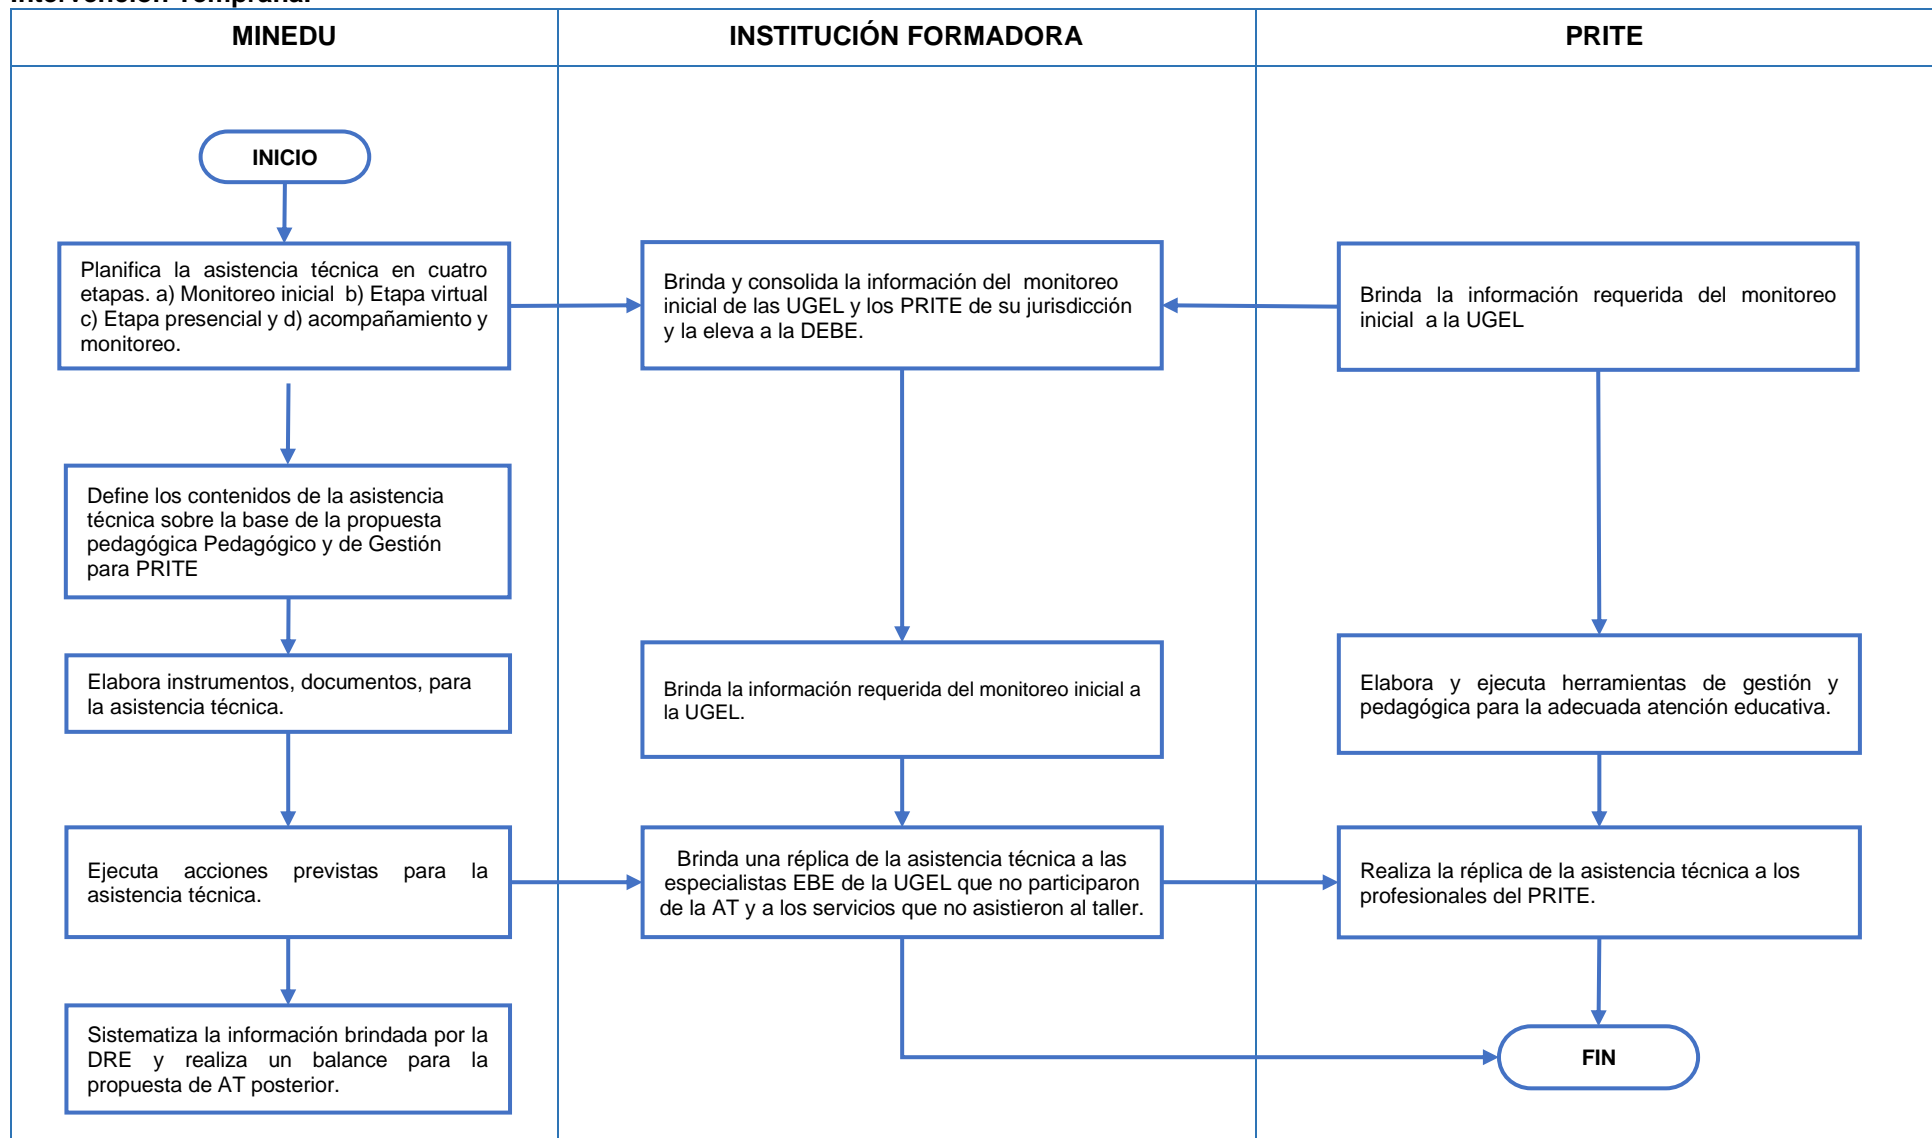 Intervención Temprana.
MINEDU
INSTITUCIÓN FORMADORA
PRITE
INICIO
Planifica la asistencia técnica en cuatro
etapas. a) Monitoreo inicial b) Etapa virtual
c) Etapa presencial y d) acompañamiento y
monitoreo.
Brinda y consolida la información del monitoreo
inicial de las UGEL y los PRITE de su jurisdicción
y la eleva a la DEBE.
Brinda la información requerida del monitoreo
inicial a la UGEL
Define los contenidos de la asistencia
técnica sobre la base de la propuesta
pedagógica Pedagógico y de Gestión
para PRITE
Elabora instrumentos, documentos, para
la asistencia técnica.
Brinda la información requerida del monitoreo inicial a
la UGEL.
Elabora y ejecuta herramientas de gestión y
pedagógica para la adecuada atención educativa.
Ejecuta acciones previstas para la
asistencia técnica.
Brinda una réplica de la asistencia técnica a las
especialistas EBE de la UGEL que no participaron
de la AT y a los servicios que no asistieron al taller.
Realiza la réplica de la asistencia técnica a los
profesionales del PRITE.
Sistematiza la información brindada por la
DRE y realiza un balance para la
propuesta de AT posterior.
FIN